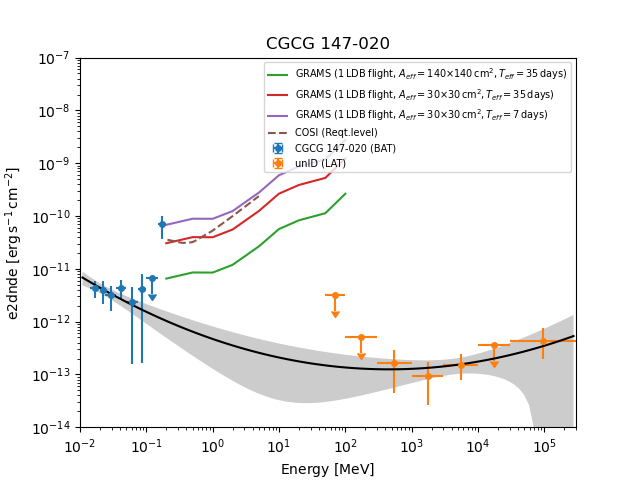 CGCG 147-020
GRAMS (1 LDB flight, A_eff = 140×140 cm², T_eff = 35 days)
GRAMS (1 LDB flight, A_eff = 30×30 cm², T_eff = 35 days)
GRAMS (1 LDB flight, A_eff = 30×30 cm², T_eff = 7 days)
COSI (Reqt.level)
CGCG 147-020 (BAT)
unID (LAT)
e2dnde [erg s⁻¹ cm⁻²]
10⁻⁷
10⁻⁸
10⁻⁹
10⁻¹⁰
10⁻¹¹
10⁻¹²
10⁻¹³
10⁻¹⁴
10⁻² 10⁻¹ 10⁰ 10¹ 10² 10³ 10⁴ 10⁵
Energy [MeV]